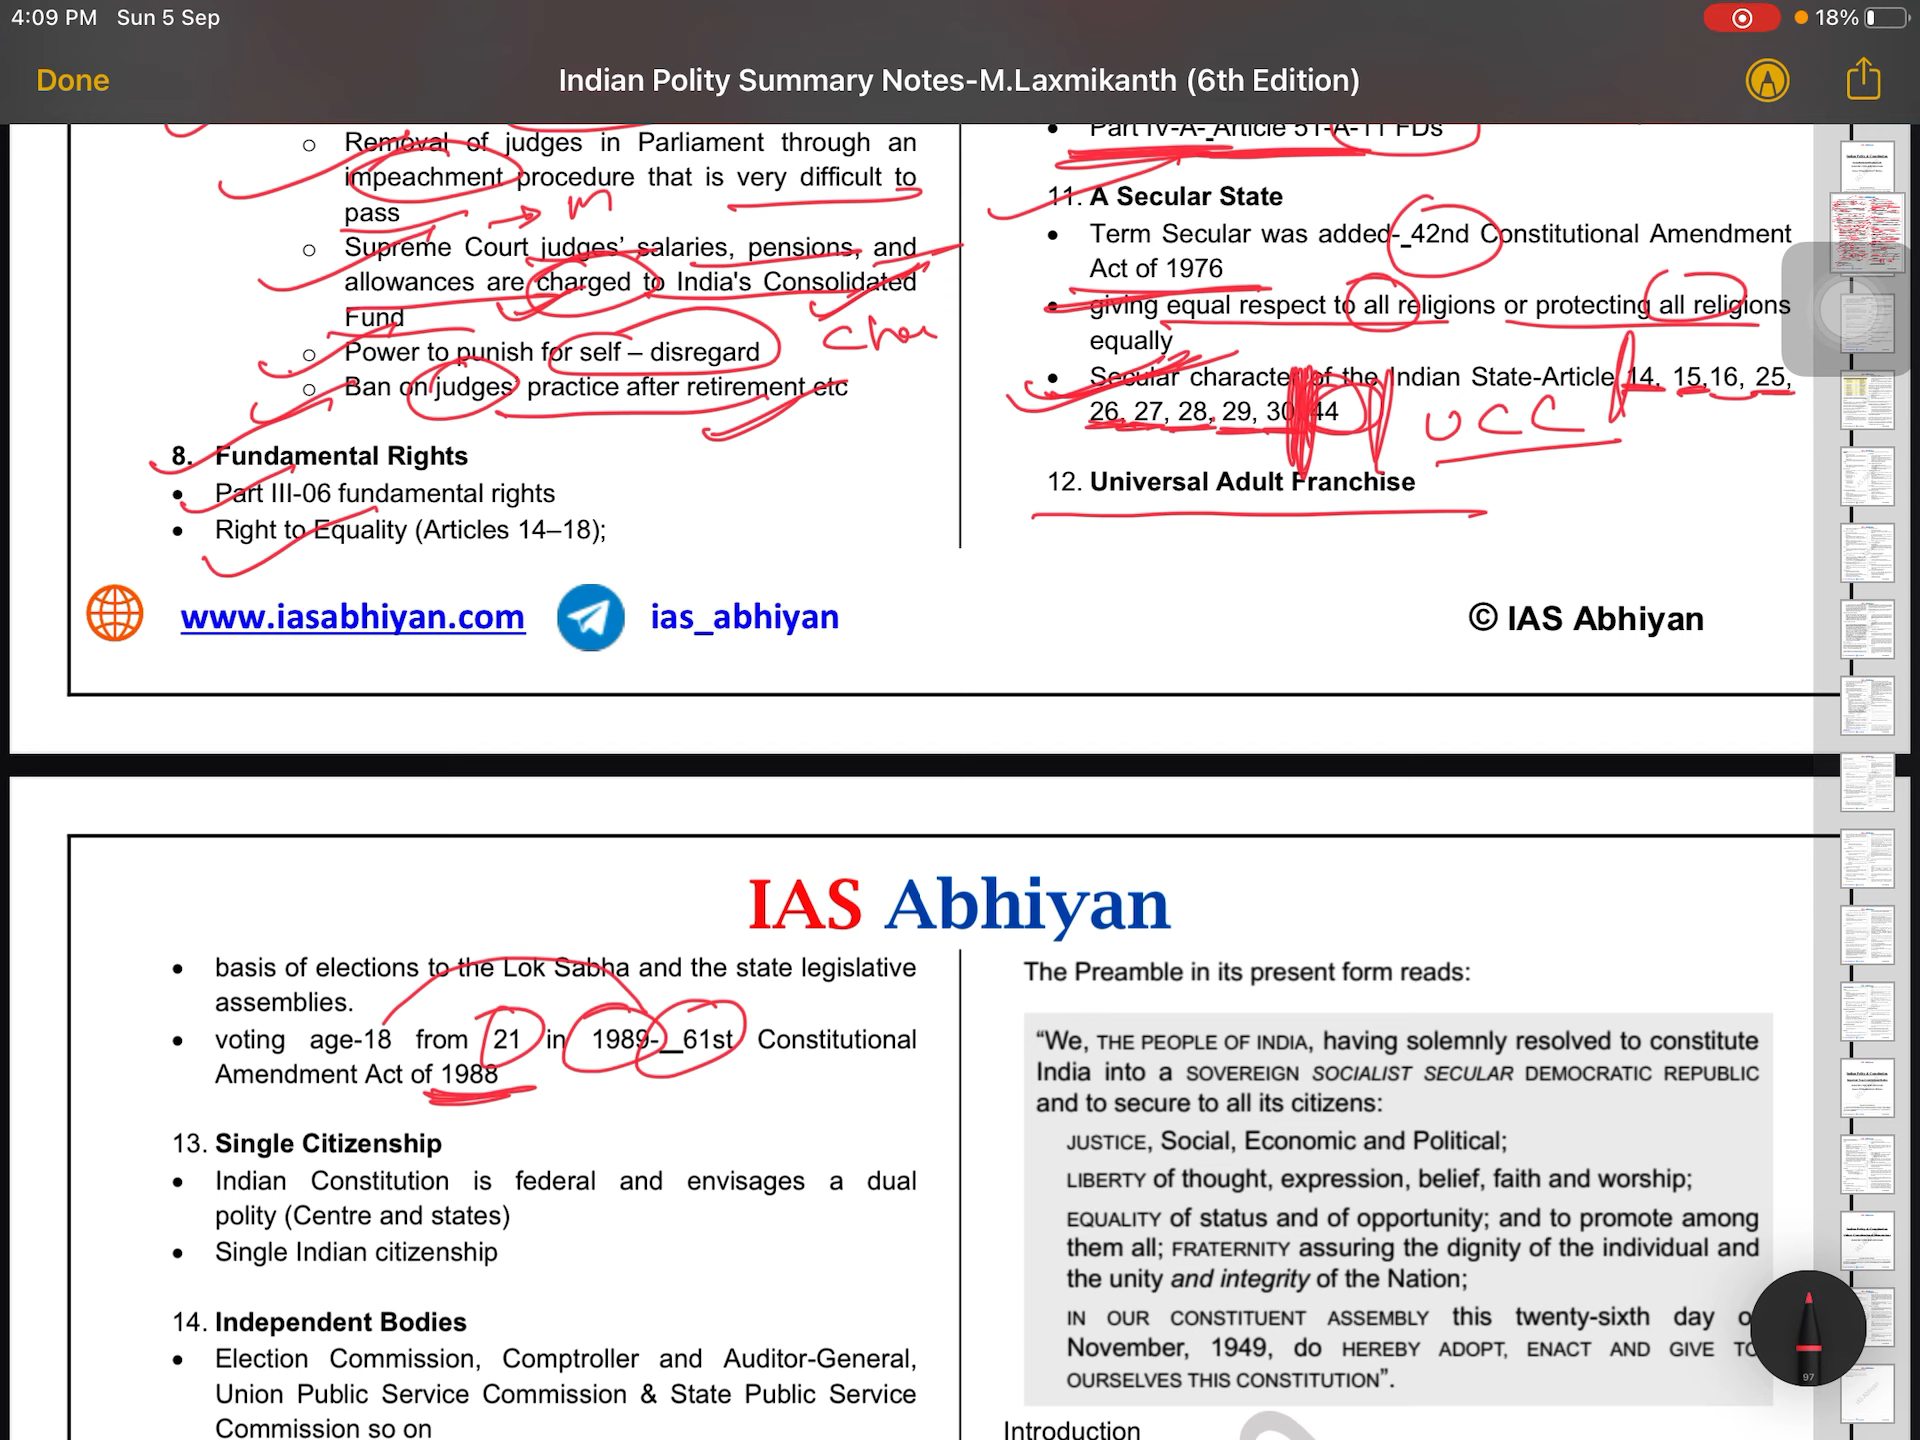 4:09 PM Sun 5 Sep
18%
Done
Indian Polity Summary Notes-M.Laxmikanth (6th Edition)
o Removal of judges in Parliament through an
impeachment procedure that is very difficult to
pass
o Supreme Court judges' salaries, pensions, and
allowances are charged to India's Consolidated
Fund
o Power to punish for self – disregard
o Ban on judges' practice after retirement etc
8. Fundamental Rights
• Part III-06 fundamental rights
• Right to Equality (Articles 14–18);
• Part IV-A-_Article 51-A-11 FDs
11. A Secular State
• Term Secular was added-_42nd Constitutional Amendment
Act of 1976
• giving equal respect to all religions or protecting all religions
equally
• Secular character of the Indian State-Article 14, 15,16, 25,
26, 27, 28, 29, 30 44
UCC
12. Universal Adult Franchise
www.iasabhiyan.com ias_abhiyan © IAS Abhiyan
IAS Abhiyan
• basis of elections to the Lok Sabha and the state legislative
assemblies.
• voting age-18 from 21 in 1989-_61st Constitutional
Amendment Act of 1988
13. Single Citizenship
• Indian Constitution is federal and envisages a dual
polity (Centre and states)
• Single Indian citizenship
14. Independent Bodies
• Election Commission, Comptroller and Auditor-General,
Union Public Service Commission & State Public Service
Commission so on
The Preamble in its present form reads:
“We, THE PEOPLE OF INDIA, having solemnly resolved to constitute
India into a SOVEREIGN SOCIALIST SECULAR DEMOCRATIC REPUBLIC
and to secure to all its citizens:
JUSTICE, Social, Economic and Political;
LIBERTY of thought, expression, belief, faith and worship;
EQUALITY of status and of opportunity; and to promote among
them all; FRATERNITY assuring the dignity of the individual and
the unity and integrity of the Nation;
IN OUR CONSTITUENT ASSEMBLY this twenty-sixth day o
November, 1949, do HEREBY ADOPT, ENACT AND GIVE TO
OURSELVES THIS CONSTITUTION”.
Introduction
97